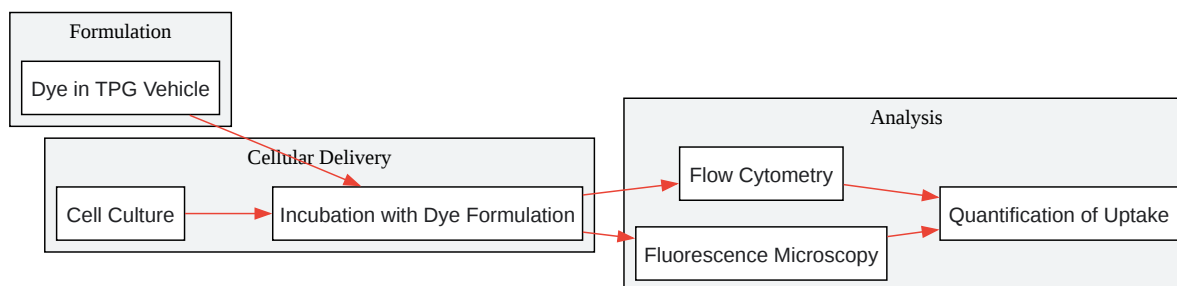 Formulation
Dye in TPG Vehicle
Cellular Delivery
Cell Culture
Incubation with Dye Formulation
Analysis
Flow Cytometry
Fluorescence Microscopy
Quantification of Uptake